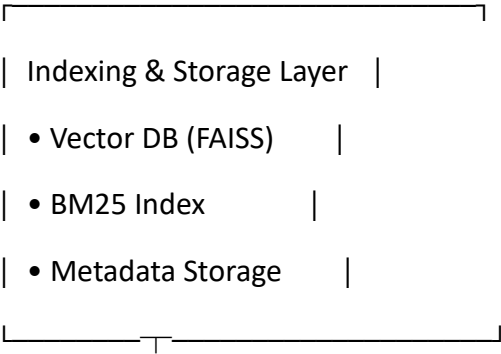 Indexing & Storage Layer
• Vector DB (FAISS)
• BM25 Index
• Metadata Storage